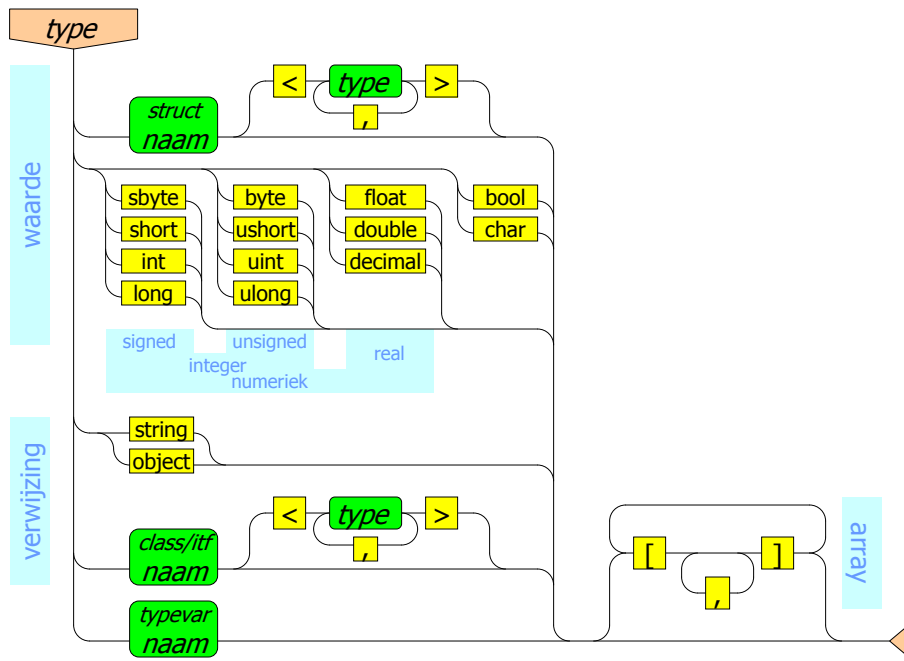 type
waarde
struct
naam
< type >
,
sbyte byte float bool
short ushort double char
int uint decimal
long ulong
signed unsigned real
integer
numeriek
verwijzing
string
object
class/itf
naam
< type >
,
[ ]
,
array
typevar
naam